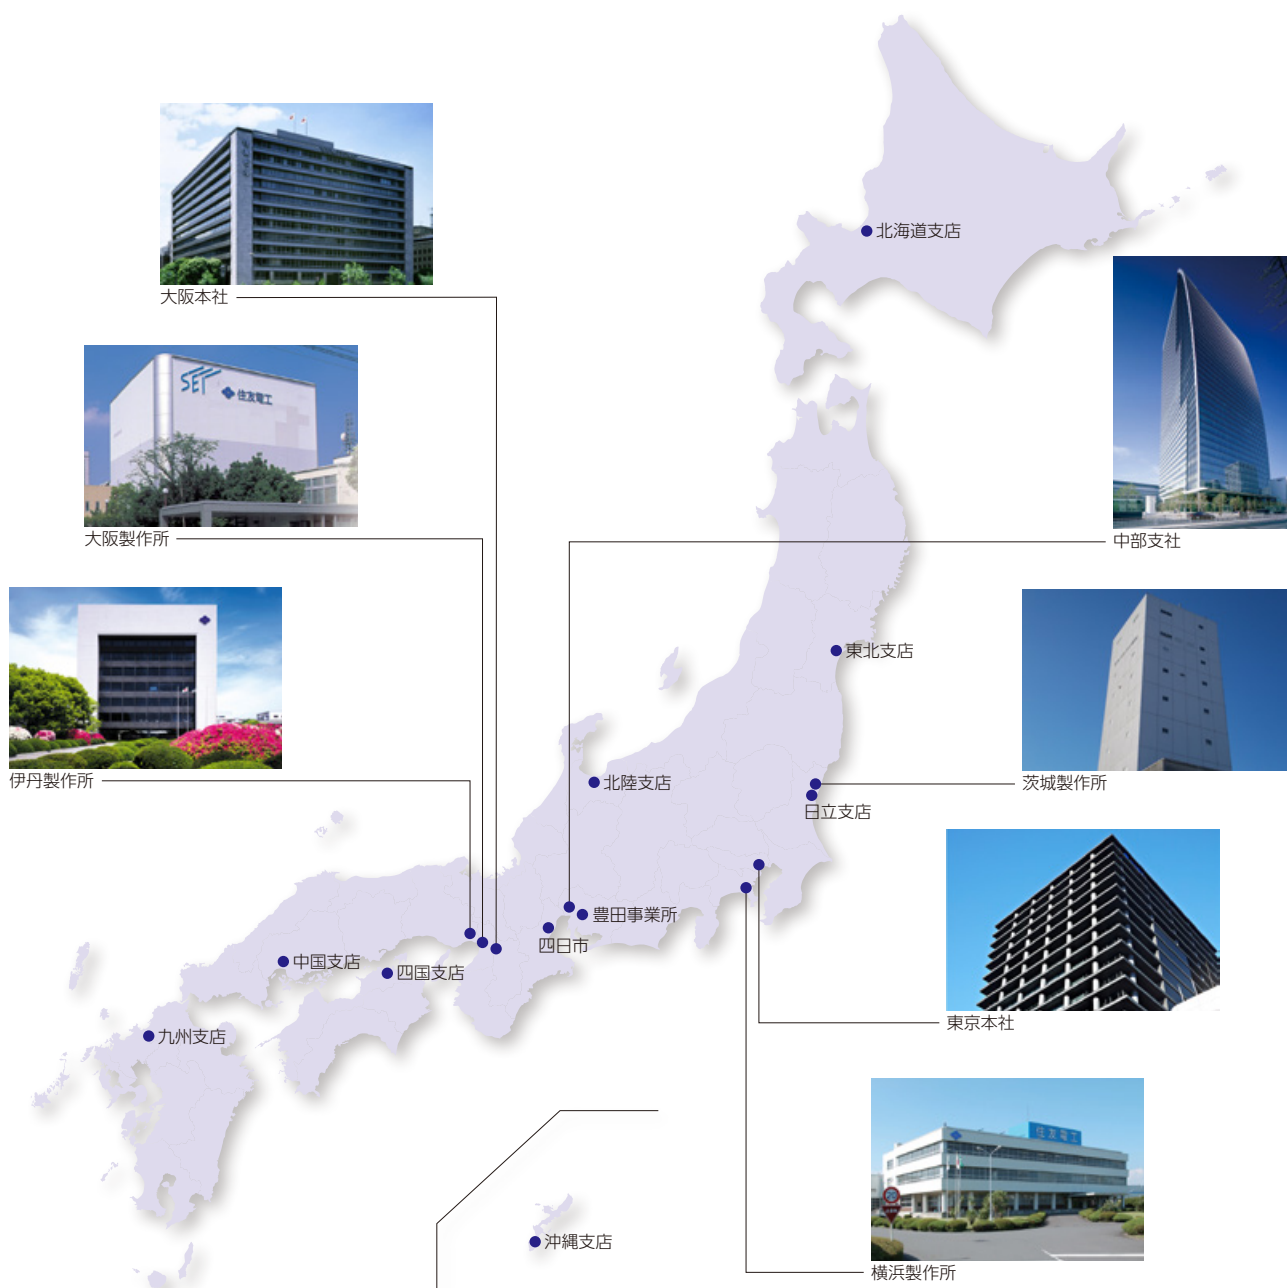 北海道支店
大阪本社
SEI
住友電工
大阪製作所
中部支社
東北支店
伊丹製作所
北陸支店
茨城製作所
日立支店
豊田事業所
四日市
中国支店
四国支店
東京本社
九州支店
住友電工
沖縄支店
横浜製作所